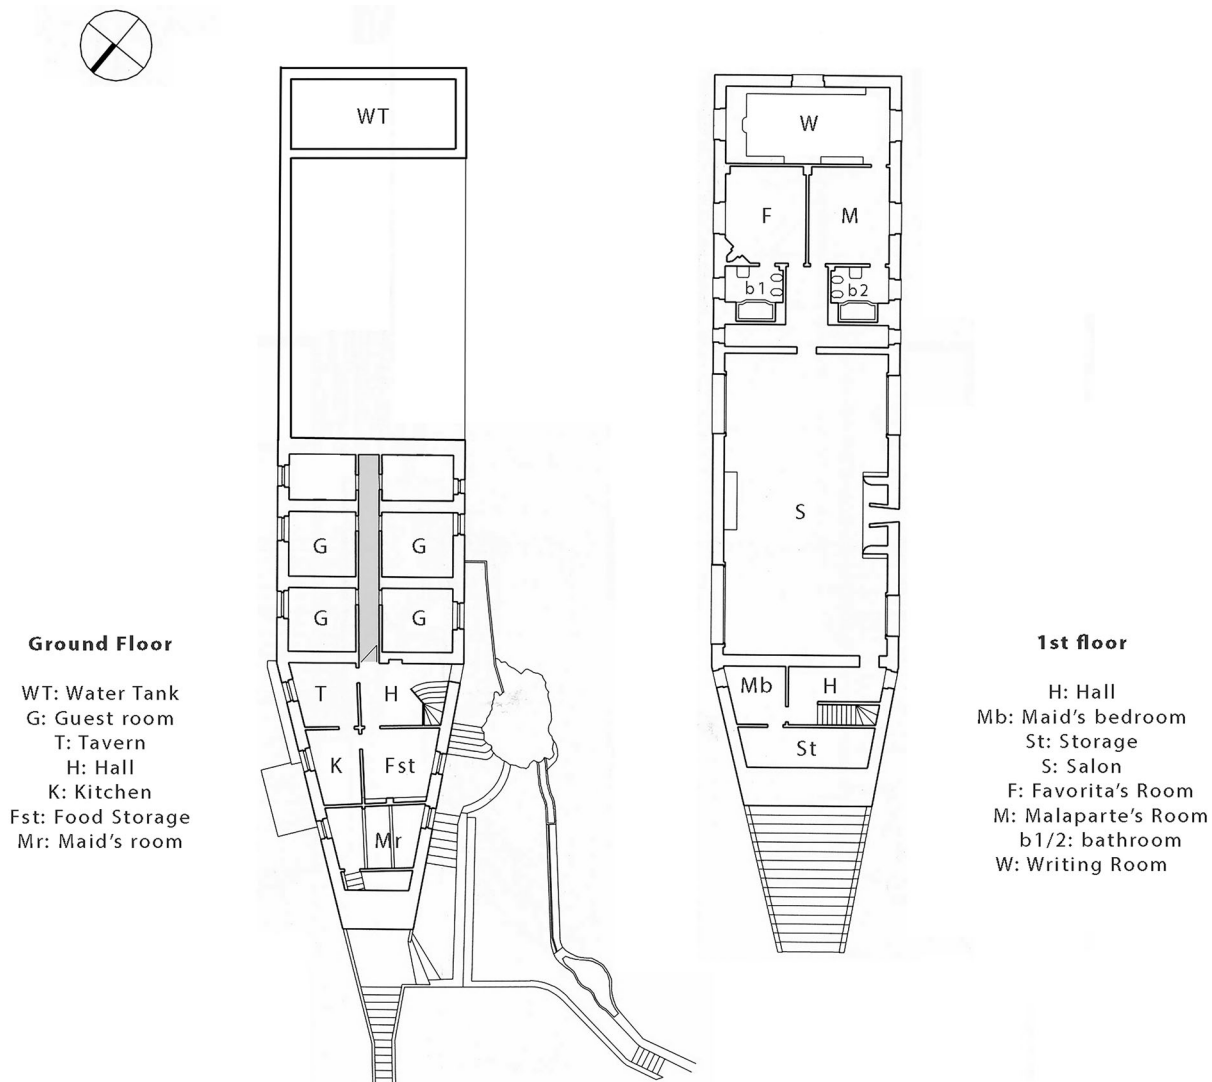 WT
G
G
G
G
T
H
K
Fst
Mr
Ground Floor
WT: Water Tank
G: Guest room
T: Tavern
H: Hall
K: Kitchen
Fst: Food Storage
Mr: Maid's room
W
F
M
b1
b2
S
Mb
H
St
1st floor
H: Hall
Mb: Maid's bedroom
St: Storage
S: Salon
F: Favorita's Room
M: Malaparte's Room
b1/2: bathroom
W: Writing Room